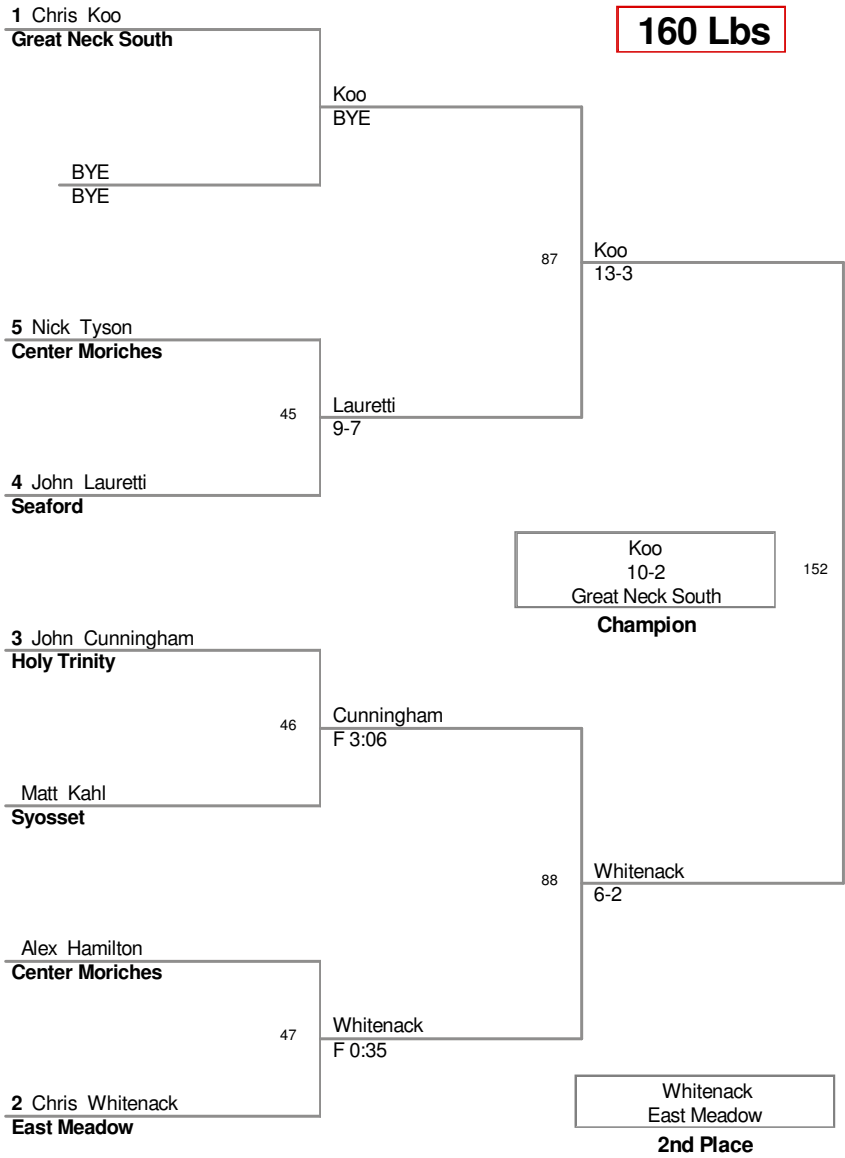 1 Chris Koo
Great Neck South
160 Lbs
Koo
BYE
BYE
BYE
87
Koo
13-3
5 Nick Tyson
Center Moriches
45
Lauretti
9-7
4 John Lauretti
Seaford
Koo
10-2
Great Neck South
Champion
152
3 John Cunningham
Holy Trinity
46
Cunningham
F 3:06
Matt Kahl
Syosset
88
Whitenack
6-2
Alex Hamilton
Center Moriches
47
Whitenack
F 0:35
2 Chris Whitenack
East Meadow
Whitenack
East Meadow
2nd Place